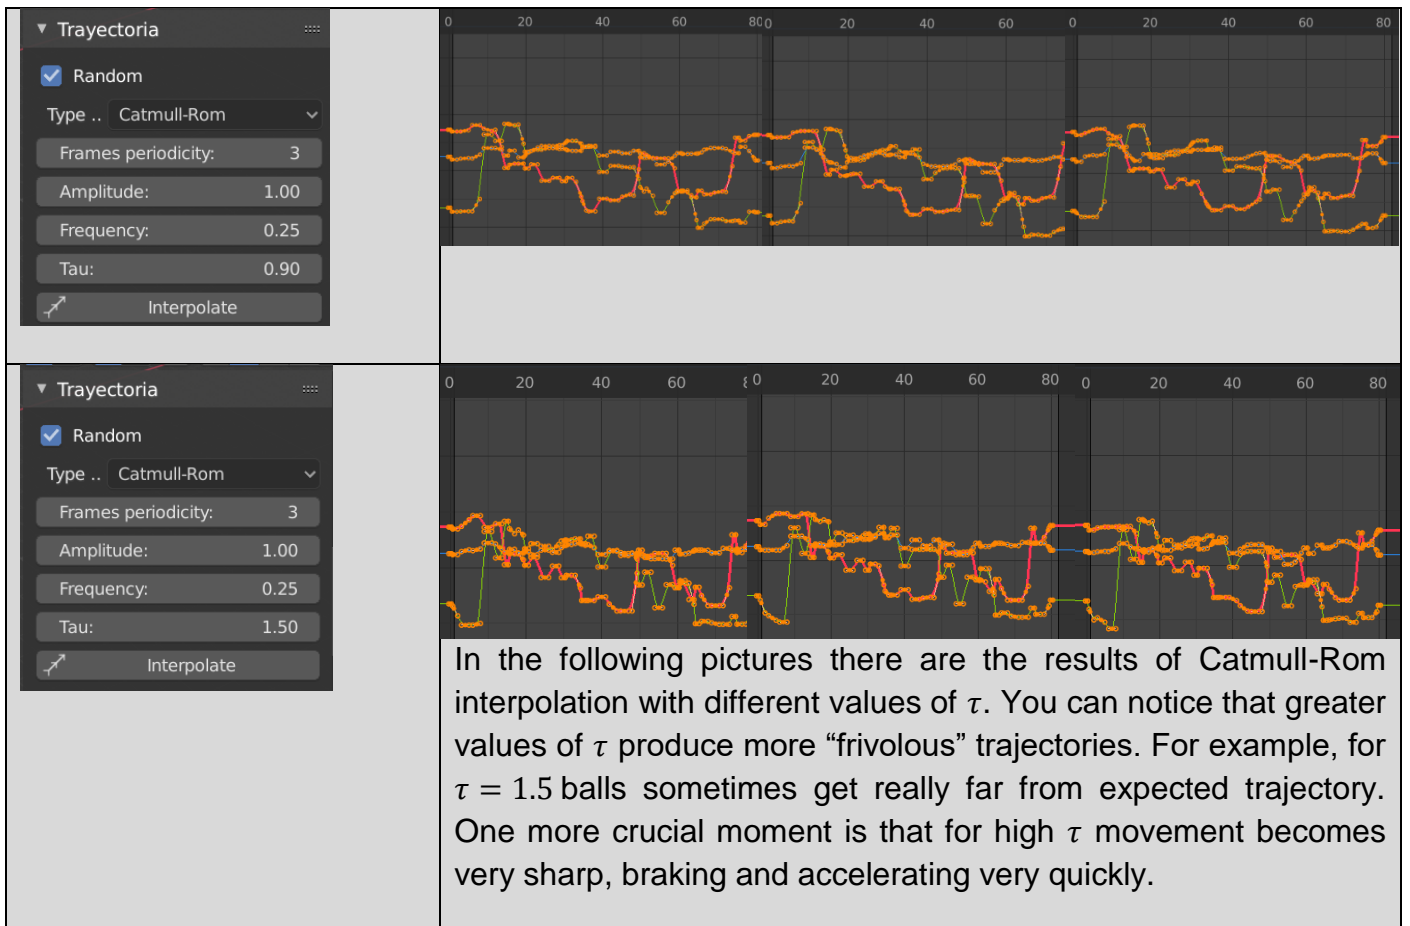 Trayectoria
Random
Type .. Catmull-Rom
Frames periodicity: 3
Amplitude: 1.00
Frequency: 0.25
Tau: 0.90
Interpolate
0 20 40 60 80 0 20 40 60 0 20 40 60 80
Trayectoria
Random
Type .. Catmull-Rom
Frames periodicity: 3
Amplitude: 1.00
Frequency: 0.25
Tau: 1.50
Interpolate
0 20 40 60 0 20 40 60 80 0 20 40 60 80
In the following pictures there are the results of Catmull-Rom
interpolation with different values of τ. You can notice that greater
values of τ produce more “frivolous” trajectories. For example, for
τ = 1.5 balls sometimes get really far from expected trajectory.
One more crucial moment is that for high τ movement becomes
very sharp, braking and accelerating very quickly.